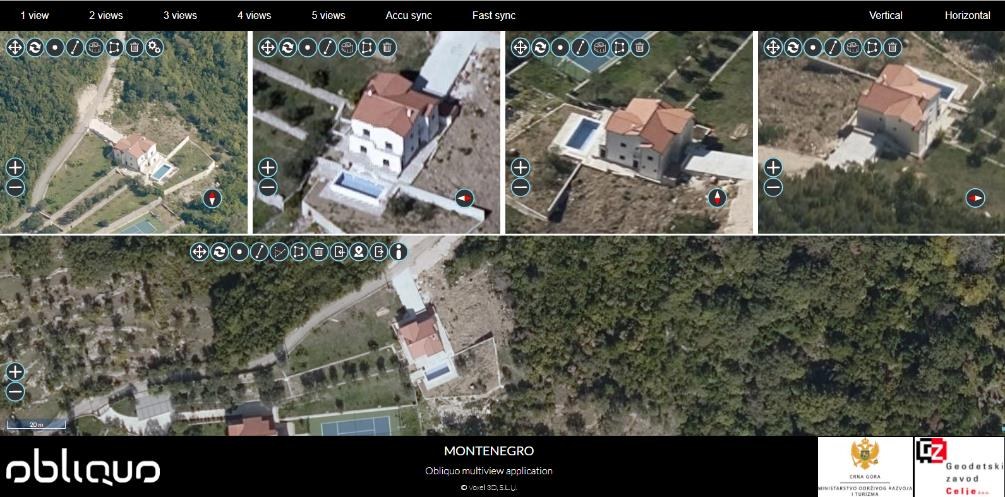 1 view 2 views 3 views 4 views 5 views Accu sync Fast sync Vertical Horizontal
20 m
obliquo
MONTENEGRO
Obliquo multiview application
© Voxel 3D, S.L.U.
CRNA GORA
MINISTARSTVO ODRŽIVOG RAZVOJA
I TURIZMA
GZ
Geodetski
zavod
Celje d.o.o.